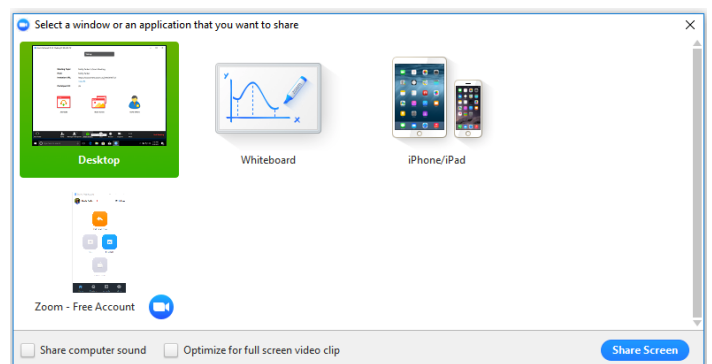 Select a window or an application that you want to share
Desktop
Whiteboard
iPhone/iPad
Zoom - Free Account
Share computer sound
Optimize for full screen video clip
Share Screen